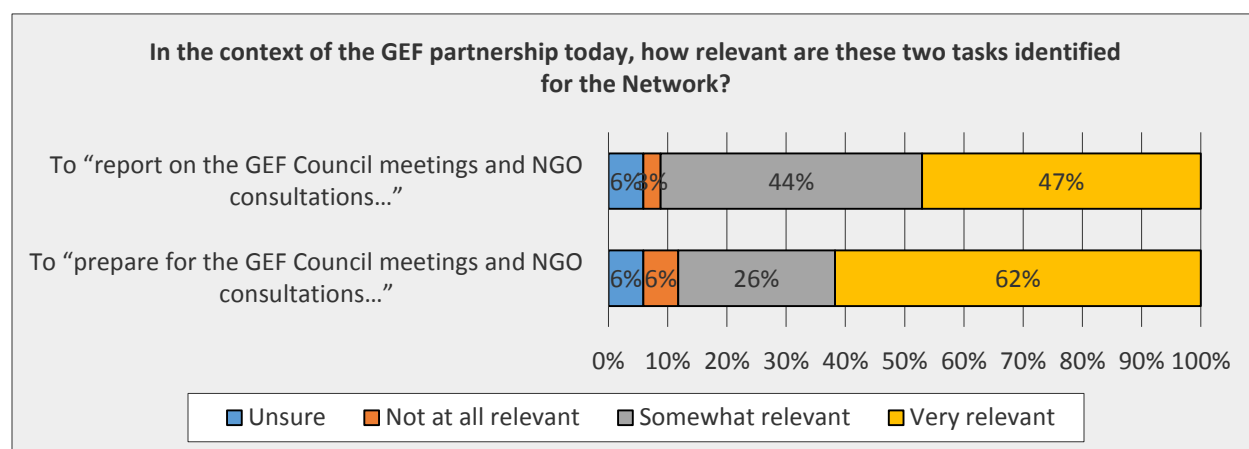 In the context of the GEF partnership today, how relevant are these two tasks identified
for the Network?
To “report on the GEF Council meetings and NGO
consultations…”
6% 3% 44% 47%
To “prepare for the GEF Council meetings and NGO
consultations…”
6% 6% 26% 62%
0% 10% 20% 30% 40% 50% 60% 70% 80% 90% 100%
Unsure Not at all relevant Somewhat relevant Very relevant